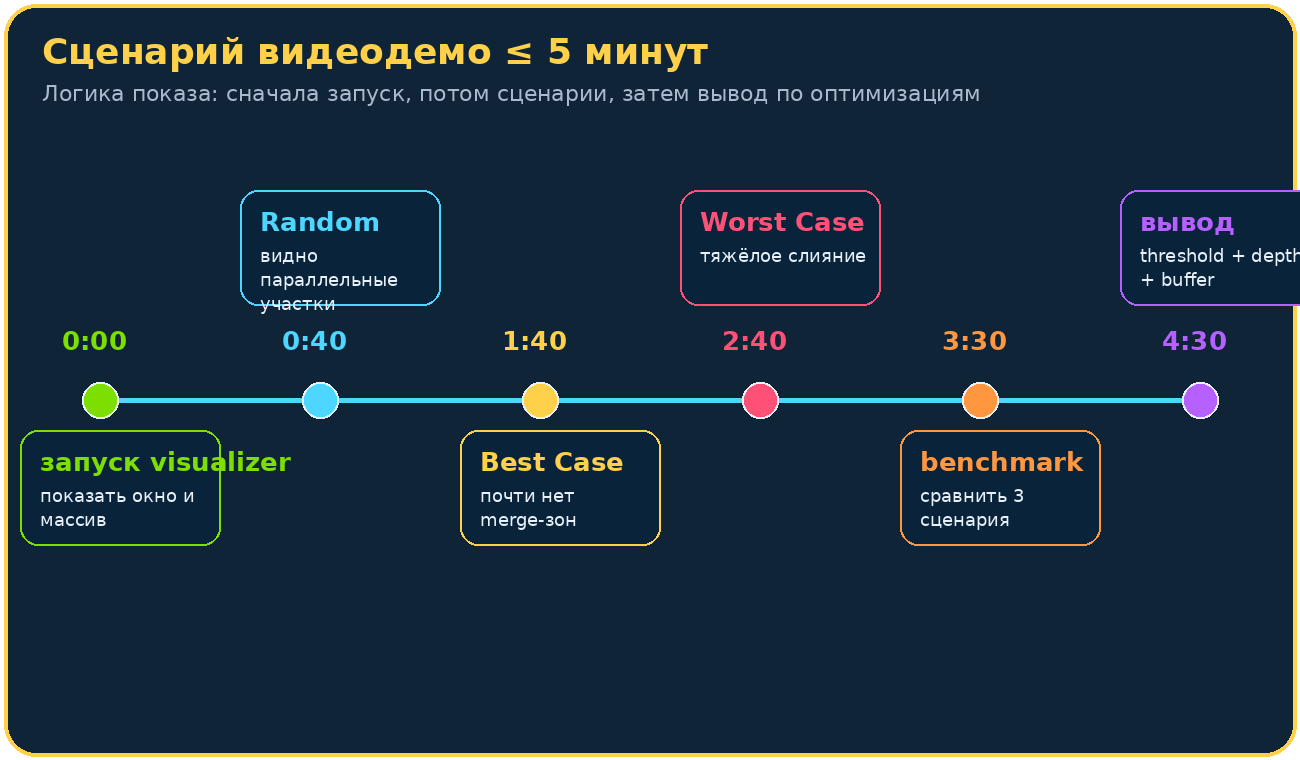 Сценарий видеодемо ≤ 5 минут
Логика показа: сначала запуск, потом сценарии, затем вывод по оптимизациям
Random
видно
параллельные
участки
Worst Case
тяжёлое слияние
вывод
threshold + depth
+ buffer
0:00
0:40
1:40
2:40
3:30
4:30
запуск visualizer
показать окно и
массив
Best Case
почти нет
merge-зон
benchmark
сравнить 3
сценария